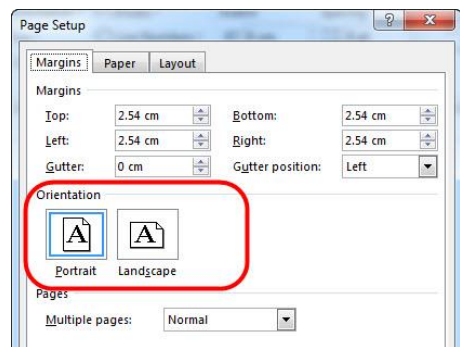 Page Setup
Margins Paper Layout
Margins
Top: 2.54 cm Bottom: 2.54 cm
Left: 2.54 cm Right: 2.54 cm
Gutter: 0 cm Gutter position: Left
Orientation
A A
Portrait Landscape
Pages
Multiple pages: Normal